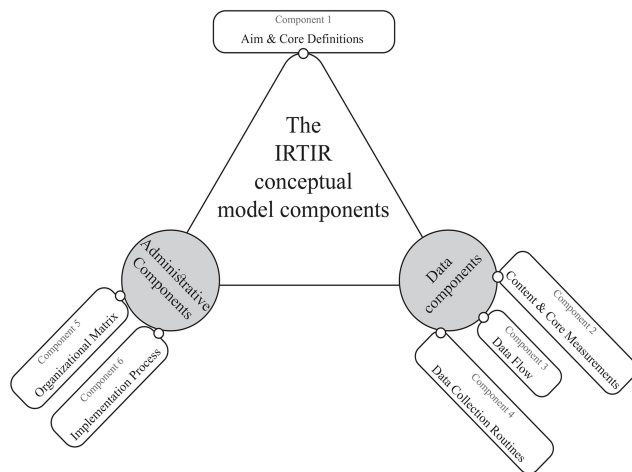 Component 1
Aim & Core Definitions
The
IRTIR
conceptual
model components
Administrative
Components
Data
components
Component 2
Content & Core Measurements
Component 3
Data Flow
Component 4
Data Collection Routines
Component 5
Organizational Matrix
Component 6
Implementation Process